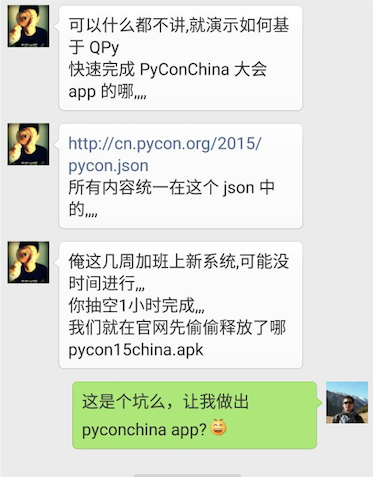 可以什么都不讲,就演示如何基
于 QPy
快速完成 PyConChina 大会
app 的哪,,,,
http://cn.pycon.org/2015/
pycon.json
所有内容统一在这个 json 中
的,,,,
俺这几周加班上新系统,可能没
时间进行,,,
你抽空1小时完成,,,
我们就在官网先偷偷释放了哪
pycon15china.apk
这是个坑么，让我做出
pyconchina app?